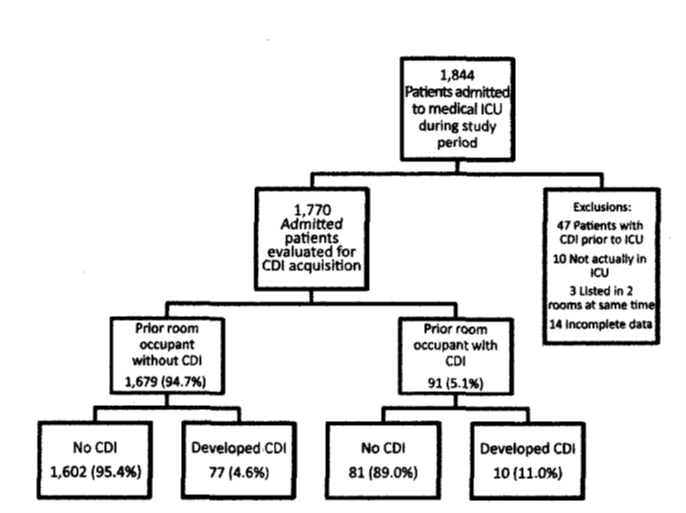 1,844
Patients admitted
to medical ICU
during study
period
1,770
Admitted
patients
evaluated for
CDI acquisition
Exclusions:
47 Patients with
CDI prior to ICU
10 Not actually in
ICU
3 Listed in 2
rooms at same time
14 Incomplete data
Prior room
occupant
without CDI
1,679 (94.7%)
Prior room
occupant with
CDI
91 (5.1%)
No CDI
1,602 (95.4%)
Developed CDI
77 (4.6%)
No CDI
81 (89.0%)
Developed CDI
10 (11.0%)